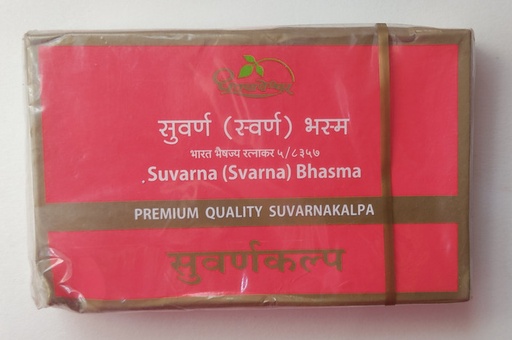 सुवर्ण (स्वर्ण) भस्म
भारत भैषज्य रत्नाकर ५/८३५७
Suvarna (Svarna) Bhasma
PREMIUM QUALITY SUVARNAKALPA
सुवर्णकल्प